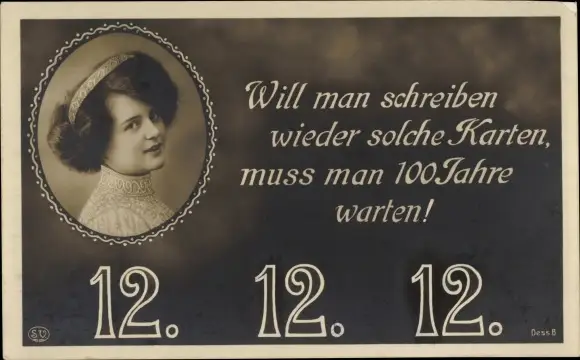 Will man schreiben
wieder solche Karten,
muss man 100 Jahre
warten!
12. 12. 12.
Dess. 8